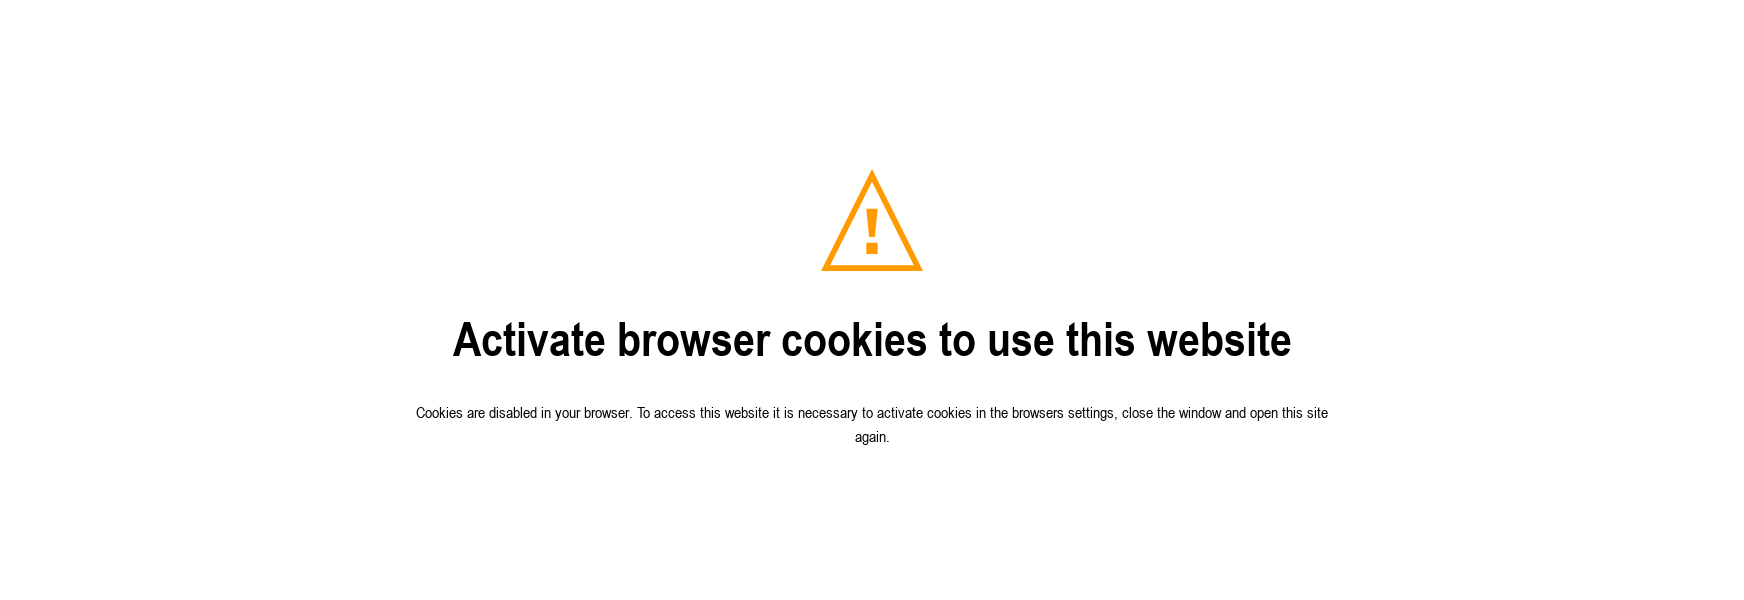 !
Activate browser cookies to use this website
Cookies are disabled in your browser. To access this website it is necessary to activate cookies in the browsers settings, close the window and open this site
again.